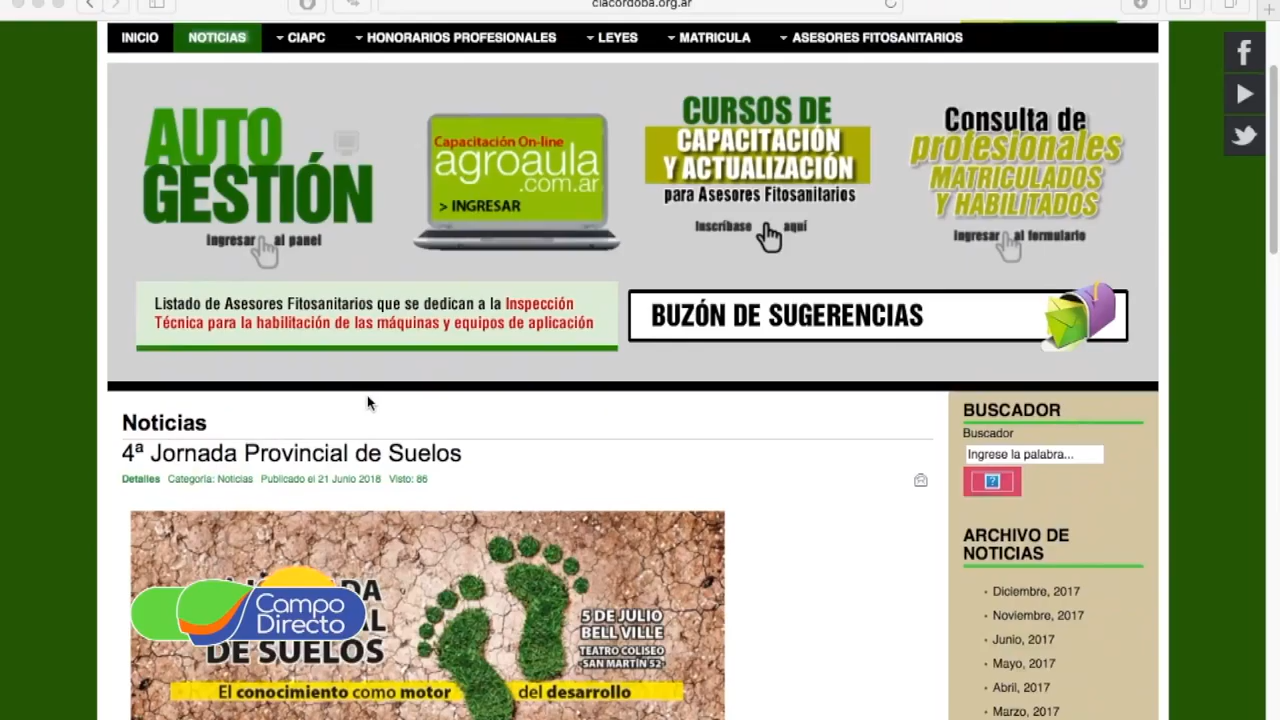 ciacordoba.org.ar
INICIO NOTICIAS CIAPC HONORARIOS PROFESIONALES LEYES MATRICULA ASESORES FITOSANITARIOS
AUTO
GESTIÓN
Ingresar al panel
Capacitación On-line
agroaula
.com.ar
> INGRESAR
CURSOS DE
CAPACITACIÓN
Y ACTUALIZACIÓN
para Asesores Fitosanitarios
Inscríbase aquí
Consulta de
profesionales
MATRICULADOS
Y HABILITADOS
Ingresar al formulario
Listado de Asesores Fitosanitarios que se dedican a la Inspección
Técnica para la habilitación de las máquinas y equipos de aplicación
BUZÓN DE SUGERENCIAS
Noticias
4ª Jornada Provincial de Suelos
Detalles Categoría: Noticias Publicado el 21 Junio 2018 Visto: 86
DE SUELOS
Campo
Directo
5 DE JULIO
BELL VILLE
TEATRO COLISEO
-SAN MARTÍN 52-
El conocimiento como motor del desarrollo
BUSCADOR
Buscador
Ingrese la palabra...
ARCHIVO DE
NOTICIAS
Diciembre, 2017
Noviembre, 2017
Junio, 2017
Mayo, 2017
Abril, 2017
Marzo, 2017